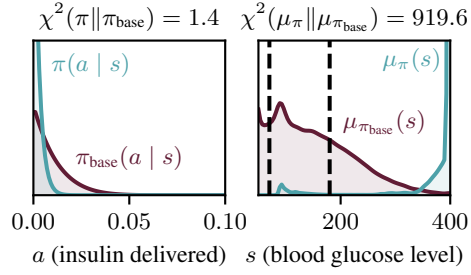 χ²(π∥π_base) = 1.4
π(a | s)
π_base(a | s)
0.00 0.05 0.10
a (insulin delivered)
χ²(μ_π∥μ_π_base) = 919.6
μ_π(s)
μ_π_base(s)
200 400
s (blood glucose level)